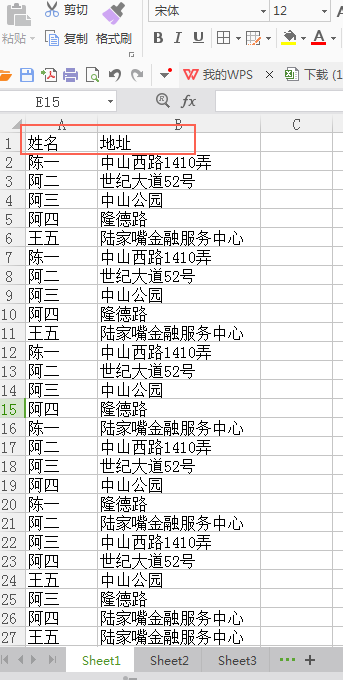 剪切 宋体 12
粘贴 复制 格式刷 B I U A
我的WPS 下载 (1
E15 fx
A B C
1 姓名 地址
2 陈一 中山西路1410弄
3 阿二 世纪大道52号
4 阿三 中山公园
5 阿四 隆德路
6 王五 陆家嘴金融服务中心
7 陈一 中山西路1410弄
8 阿二 世纪大道52号
9 阿三 中山公园
10 阿四 隆德路
11 王五 陆家嘴金融服务中心
12 陈一 中山西路1410弄
13 阿二 世纪大道52号
14 阿三 中山公园
15 阿四 隆德路
16 陈一 陆家嘴金融服务中心
17 阿二 中山西路1410弄
18 阿三 世纪大道52号
19 阿四 中山公园
20 陈一 隆德路
21 阿二 陆家嘴金融服务中心
22 阿三 中山西路1410弄
23 阿四 世纪大道52号
24 王五 中山公园
25 阿三 隆德路
26 阿四 陆家嘴金融服务中心
27 王五 陆家嘴金融服务中心
Sheet1 Sheet2 Sheet3